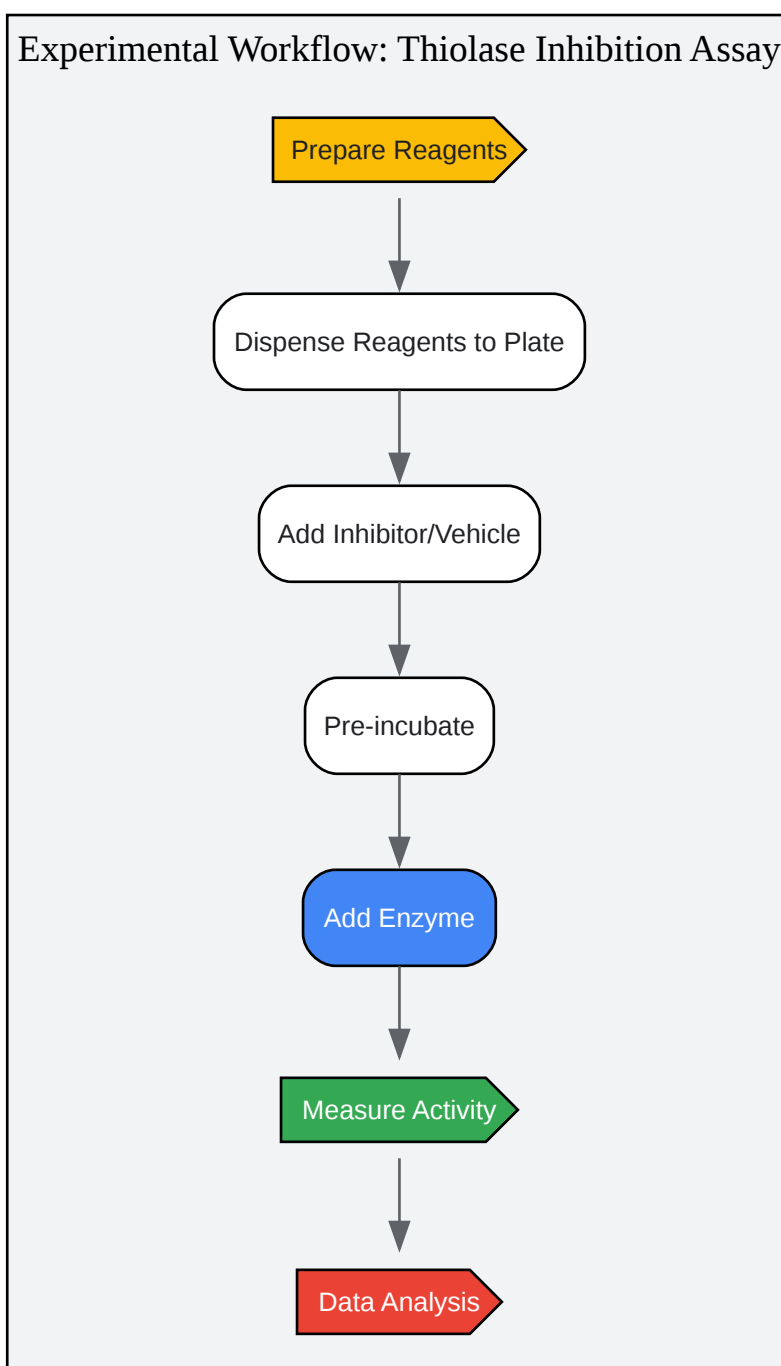 Experimental Workflow: Thiolase Inhibition Assay
Prepare Reagents
Dispense Reagents to Plate
Add Inhibitor/Vehicle
Pre-incubate
Add Enzyme
Measure Activity
Data Analysis